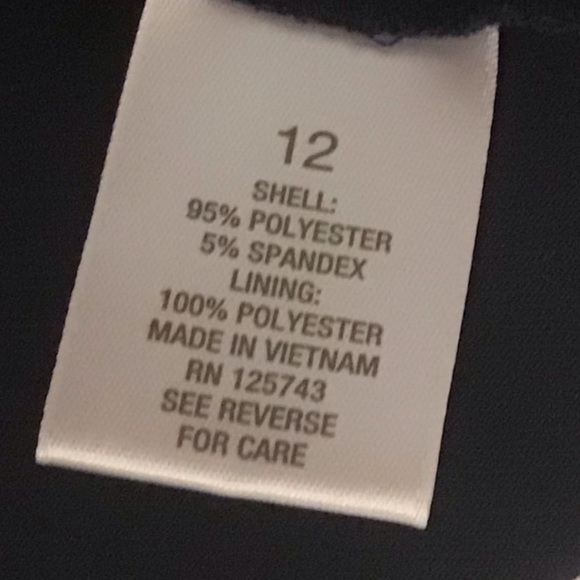 12
SHELL:
95% POLYESTER
5% SPANDEX
LINING:
100% POLYESTER
MADE IN VIETNAM
RN 125743
SEE REVERSE
FOR CARE